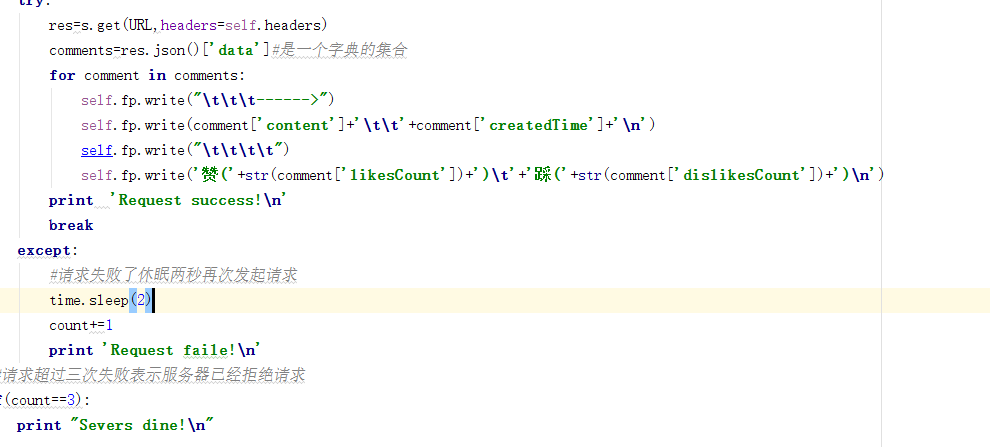 try:
res=s.get(URL,headers=self.headers)
comments=res.json()['data']#是一个字典的集合
for comment in comments:
self.fp.write("\t\t\t------>")
self.fp.write(comment['content']+'\t\t'+comment['createdTime']+'\n')
self.fp.write("\t\t\t\t")
self.fp.write('赞('+str(comment['likesCount'])+')\t'+'踩('+str(comment['dislikesCount'])+')\n')
print 'Request success!\n'
break
except:
#请求失败了休眠两秒再次发起请求
time.sleep(2)
count+=1
print 'Request faile!\n'
#请求超过三次失败表示服务器已经拒绝请求
(count==3):
print "Severs dine!\n"